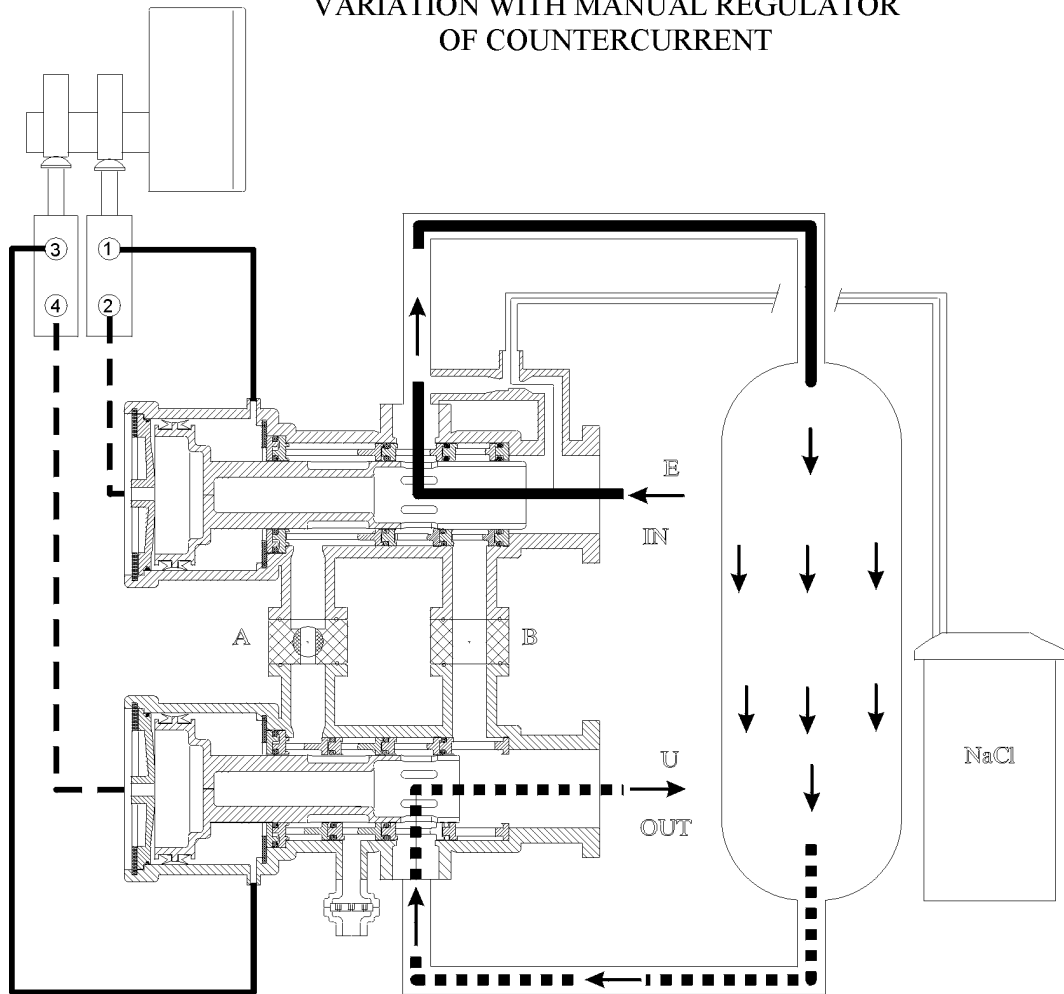 VARIATION WITH MANUAL REGULATOR
OF COUNTERCURRENT
3
1
4
2
E
IN
A
B
U
OUT
NaCl